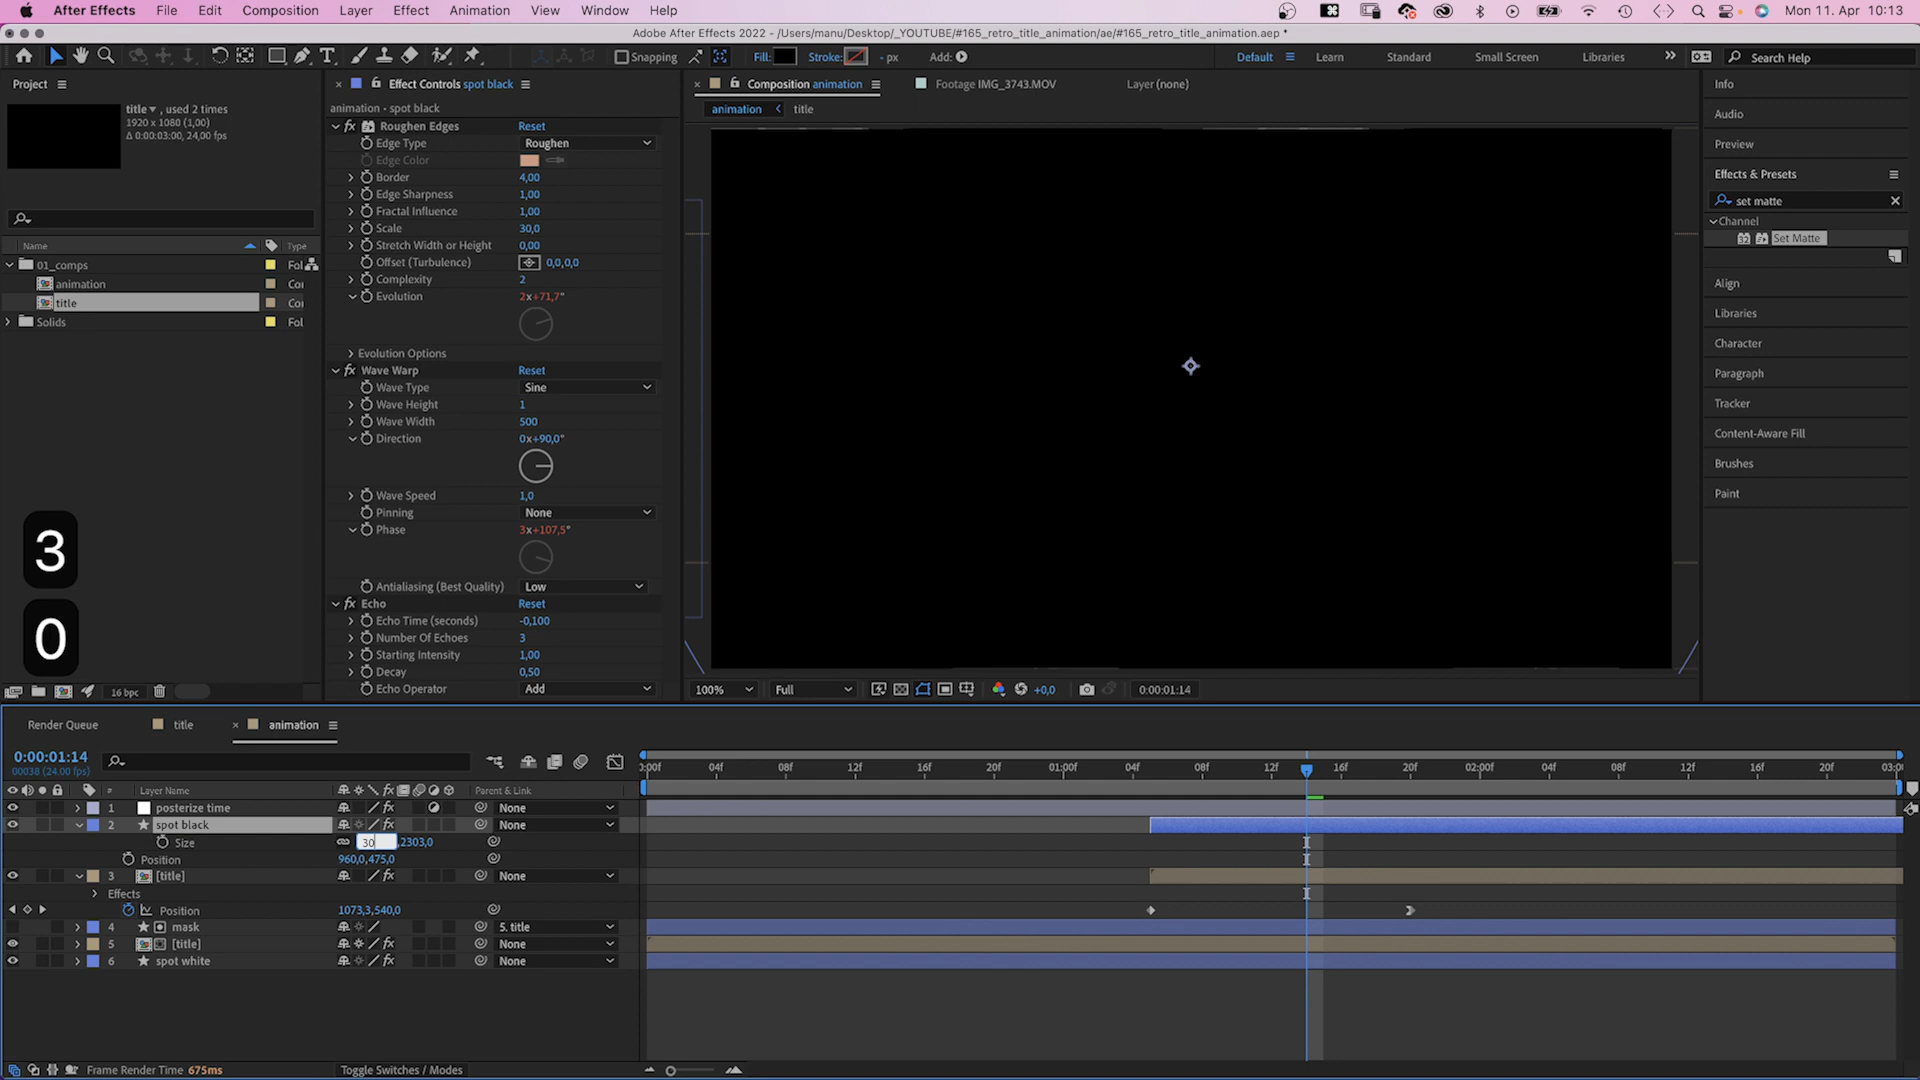 After Effects File Edit Composition Layer Effect Animation View Window Help Mon 11. Apr 10:13
Adobe After Effects 2022 - /Users/manu/Desktop/_YOUTUBE/#165_retro_title_animation/ae/#165_retro_title_animation.aep *
Snapping Fill: Stroke: - px Add: Default Learn Standard Small Screen Libraries Search Help
Project
title , used 2 times
1920 x 1080 (1,00)
Δ 0:00:03:00, 24,00 fps
Name Type
01_comps Fol
animation Co
title Co
Solids Fol
3
0
16 bpc
Effect Controls spot black
animation • spot black
fx Roughen Edges Reset
Edge Type Roughen
Edge Color
Border 4,00
Edge Sharpness 1,00
Fractal Influence 1,00
Scale 30,0
Stretch Width or Height 0,00
Offset (Turbulence) 0,0,0,0
Complexity 2
Evolution 2x+71,7°
Evolution Options
fx Wave Warp Reset
Wave Type Sine
Wave Height 1
Wave Width 500
Direction 0x+90,0°
Wave Speed 1,0
Pinning None
Phase 3x+107,5°
Antialiasing (Best Quality) Low
fx Echo Reset
Echo Time (seconds) -0,100
Number Of Echoes 3
Starting Intensity 1,00
Decay 0,50
Echo Operator Add
Composition animation Footage IMG_3743.MOV Layer (none)
animation title
100% Full +0,0 0:00:01:14
Info
Audio
Preview
Effects & Presets
set matte
Channel
32 Set Matte
Align
Libraries
Character
Paragraph
Tracker
Content-Aware Fill
Brushes
Paint
Render Queue title animation
0:00:01:14
00038 (24.00 fps)
:00f 04f 08f 12f 16f 20f 01:00f 04f 08f 12f 16f 20f 02:00f 04f 08f 12f 16f 20f 03:0
# Layer Name fx Parent & Link
1 posterize time fx None
2 spot black fx None
Size 30 ,2303,0
Position 960,0,475,0
3 [title] fx None
Effects
Position 1073,3,540,0
4 mask 5. title
5 [title] fx None
6 spot white fx None
Frame Render Time 675ms Toggle Switches / Modes